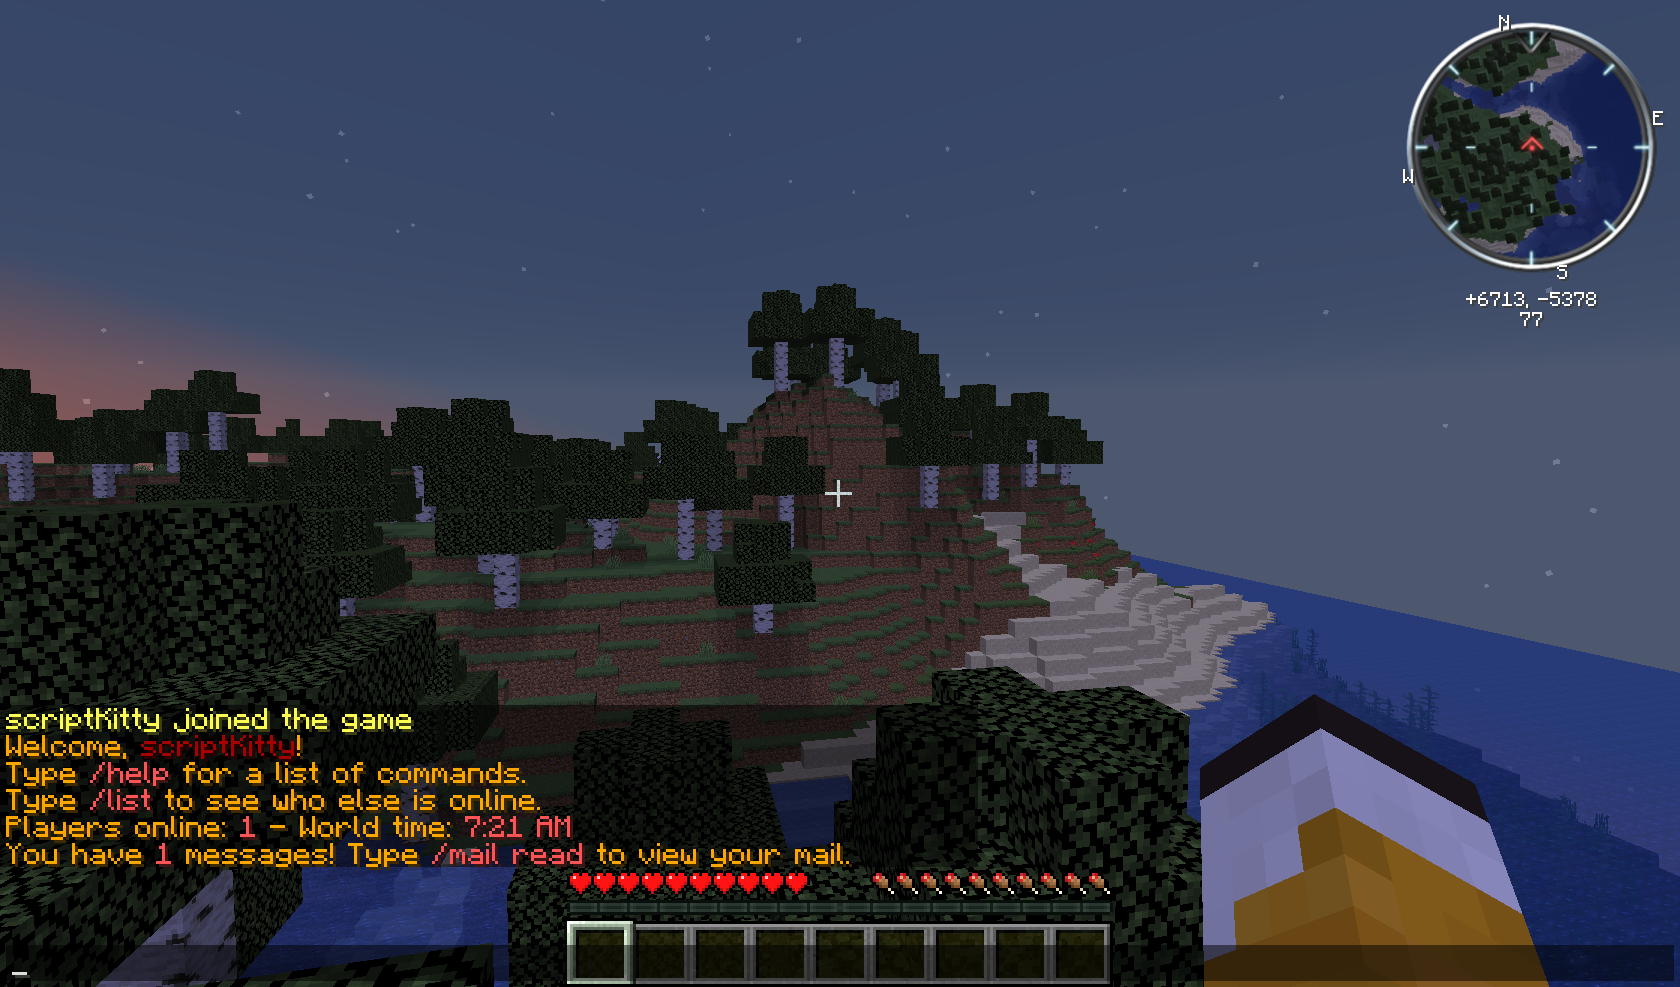 N
E
W
S
+6713, -5378
77
scriptKitty joined the game
Welcome, scriptKitty!
Type /help for a list of commands.
Type /list to see who else is online.
Players online: 1 - World time: 7:21 AM
You have 1 messages! Type /mail read to view your mail.
_